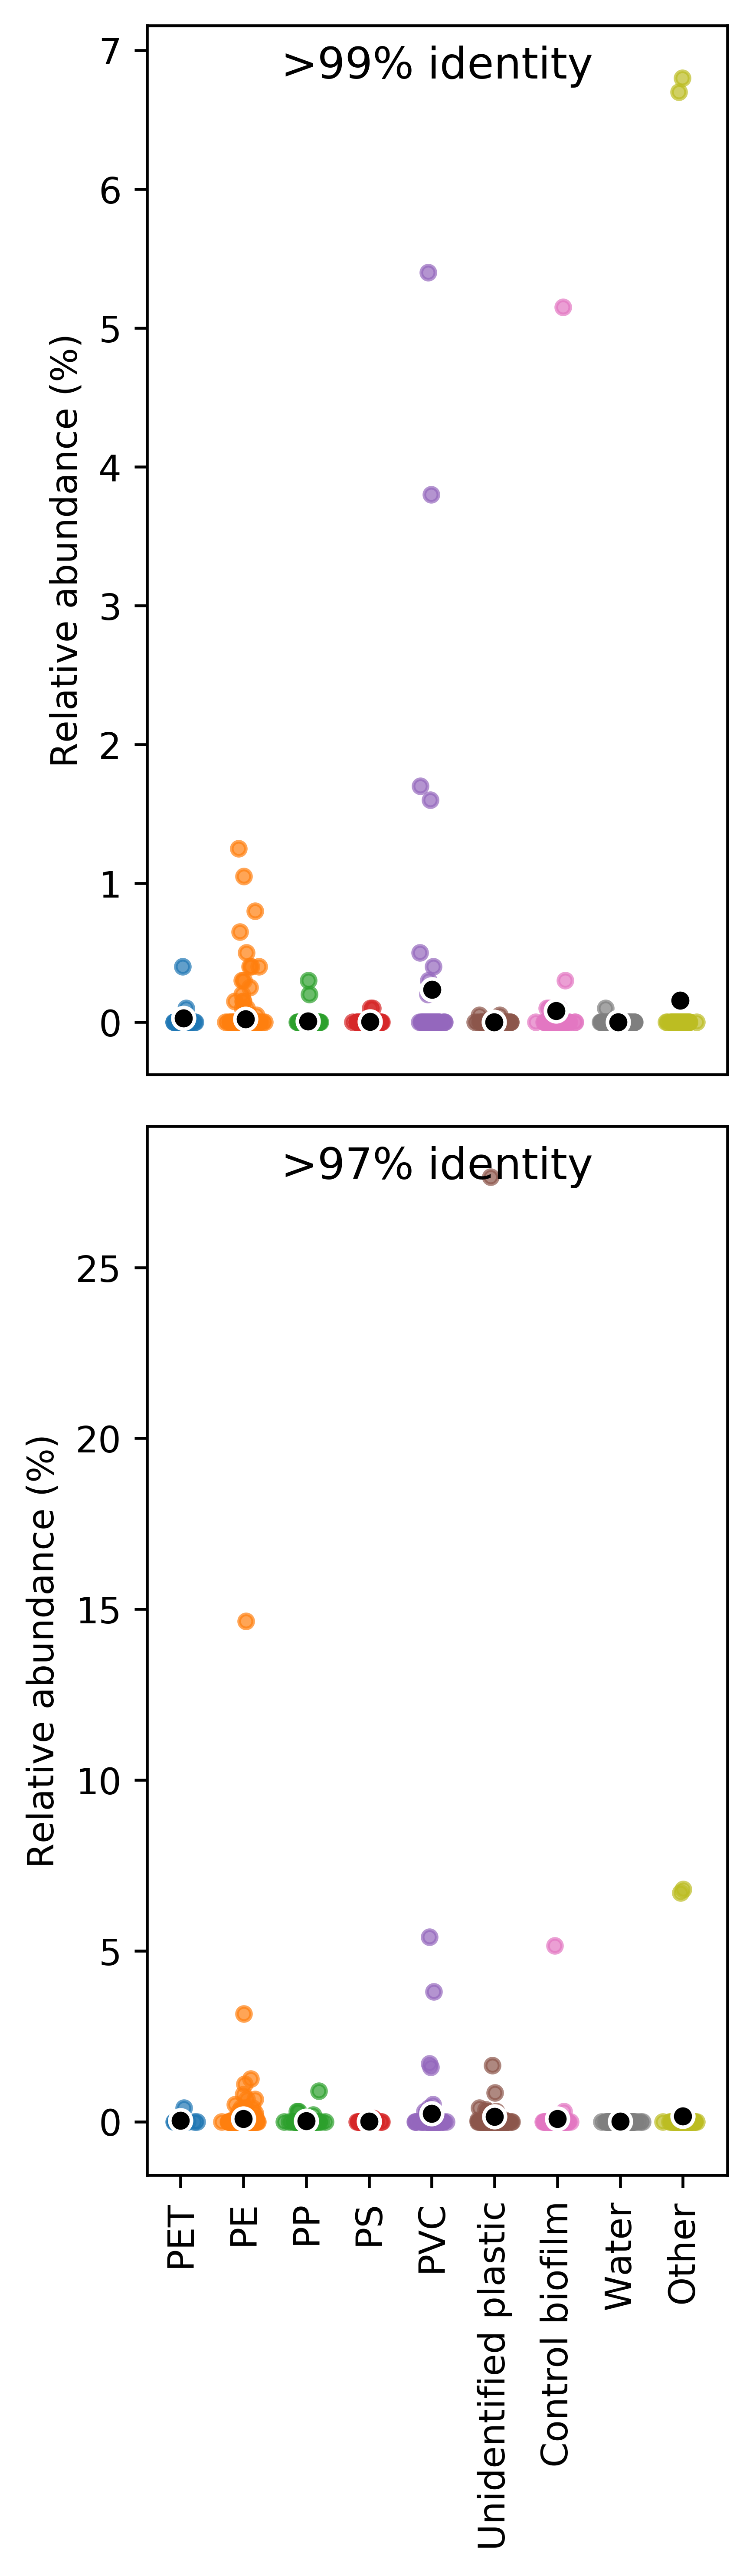 >99% identity
Relative abundance (%)
7
6
5
4
3
2
1
0
>97% identity
Relative abundance (%)
25
20
15
10
5
0
PET
PE
PP
PS
PVC
Unidentified plastic
Control biofilm
Water
Other